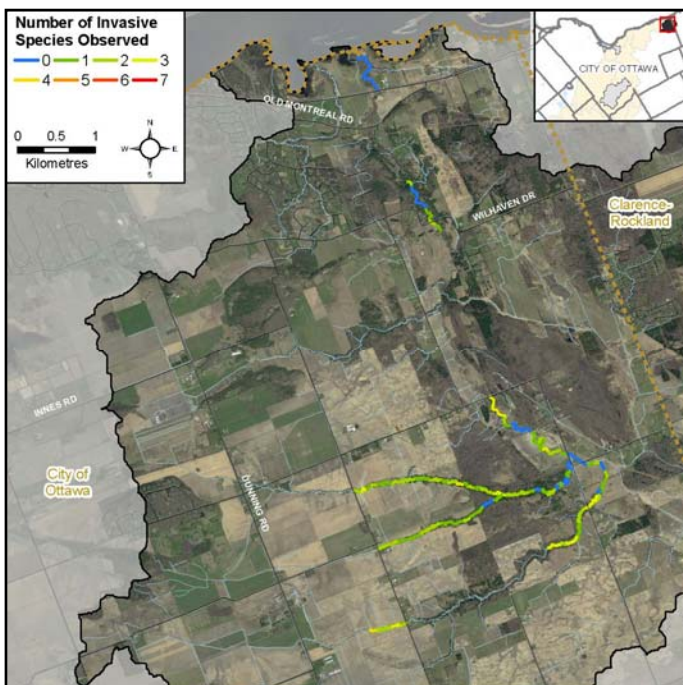 Number of Invasive
Species Observed
0 1 2 3
4 5 6 7
0 0.5 1
Kilometres
N
W E
S
CITY OF OTTAWA
OLD MONTREAL RD
WILHAVEN DR
Clarence-
Rockland
INNES RD
City of
Ottawa
DUNNING RD